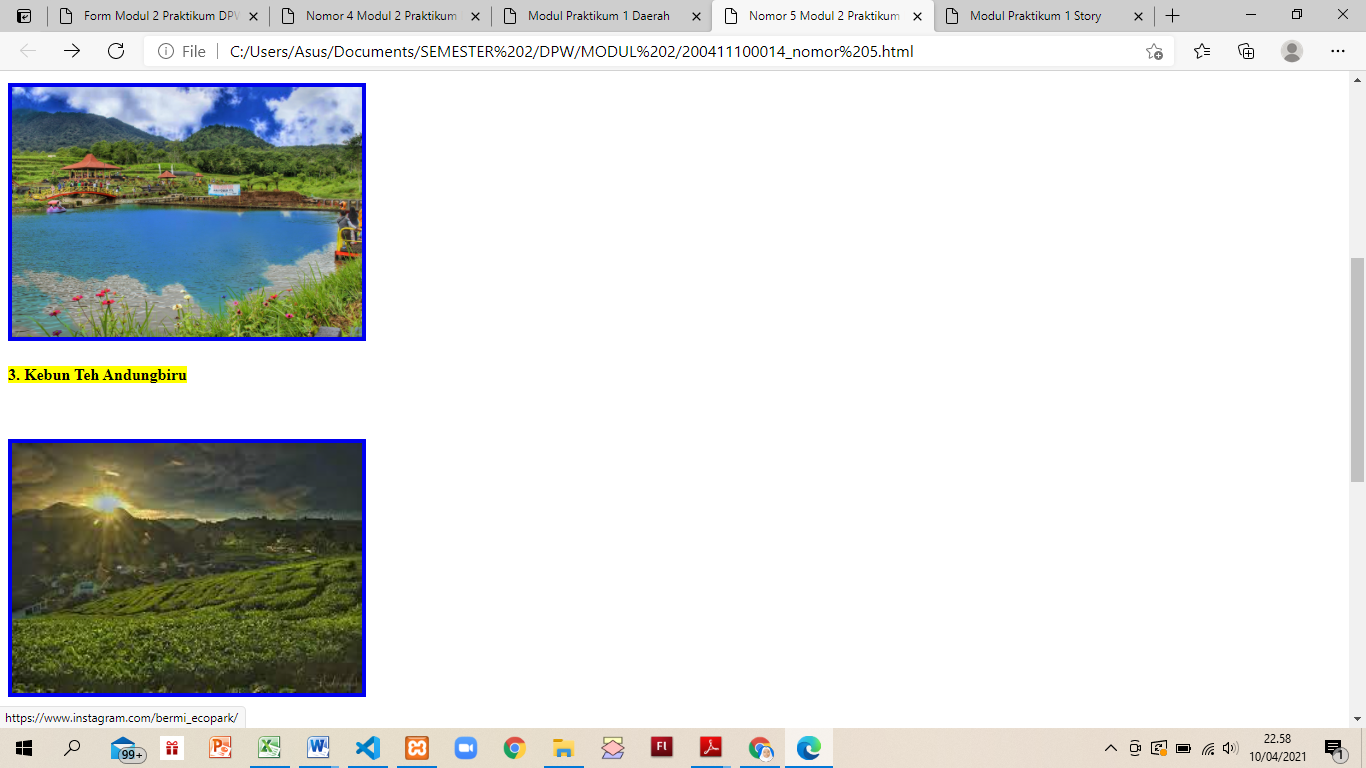 Form Modul 2 Praktikum DPW
Nomor 4 Modul 2 Praktikum
Modul Praktikum 1 Daerah
Nomor 5 Modul 2 Praktikum
Modul Praktikum 1 Story
File
C:/Users/Asus/Documents/SEMESTER%202/DPW/MODUL%202/200411100014_nomor%205.html
3. Kebun Teh Andungbiru
https://www.instagram.com/bermi_ecopark/
99+
Fl
22.58
10/04/2021
1